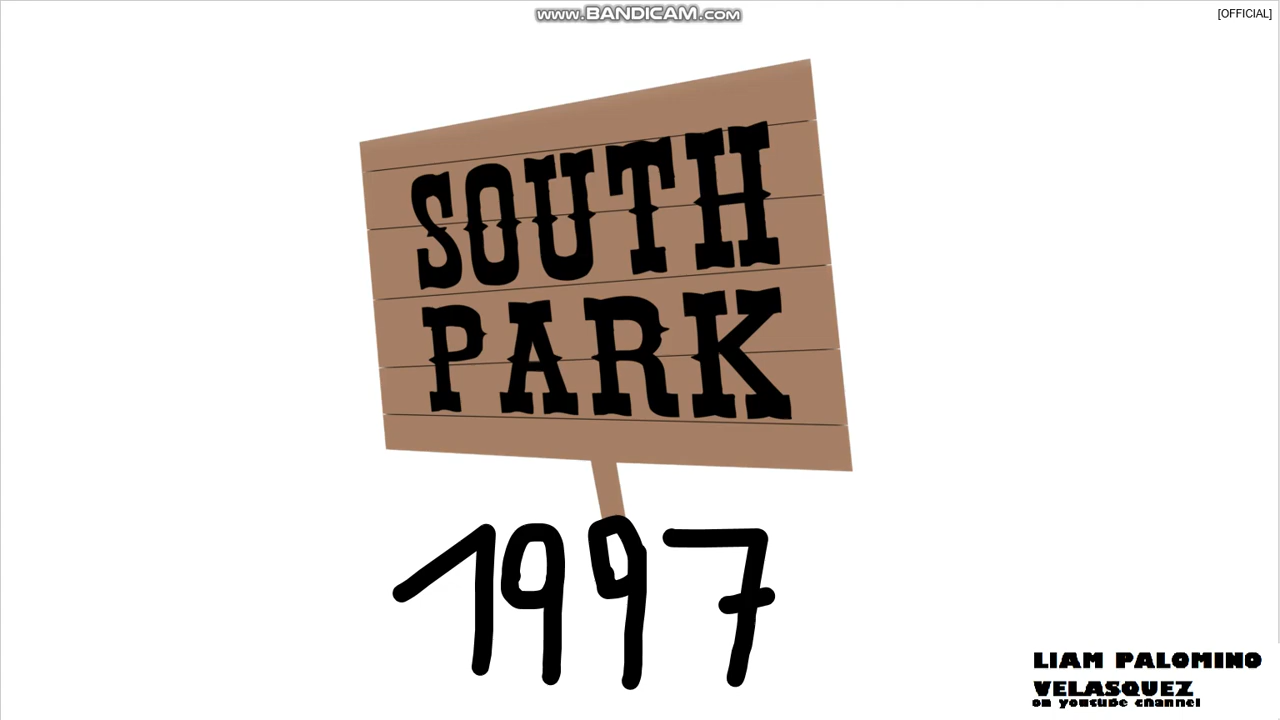 www.BANDICAM.com
[OFFICIAL]
SOUTH
PARK
1997
LIAM PALOMINO
VELASQUEZ
on youtube channel